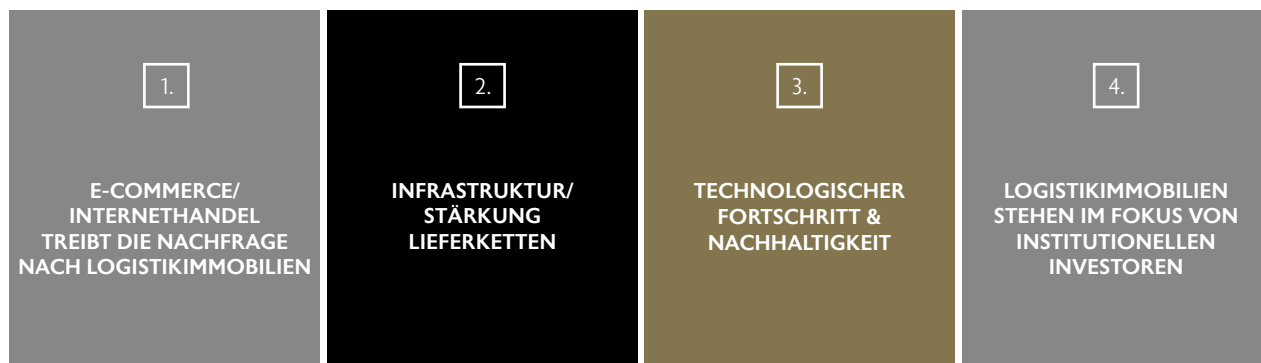 1.
E-COMMERCE/
INTERNETHANDEL
TREIBT DIE NACHFRAGE
NACH LOGISTIKIMMOBILIEN
2.
INFRASTRUKTUR/
STÄRKUNG
LIEFERKETTEN
3.
TECHNOLOGISCHER
FORTSCHRITT &
NACHHALTIGKEIT
4.
LOGISTIKIMMOBILIEN
STEHEN IM FOKUS VON
INSTITUTIONELLEN
INVESTOREN